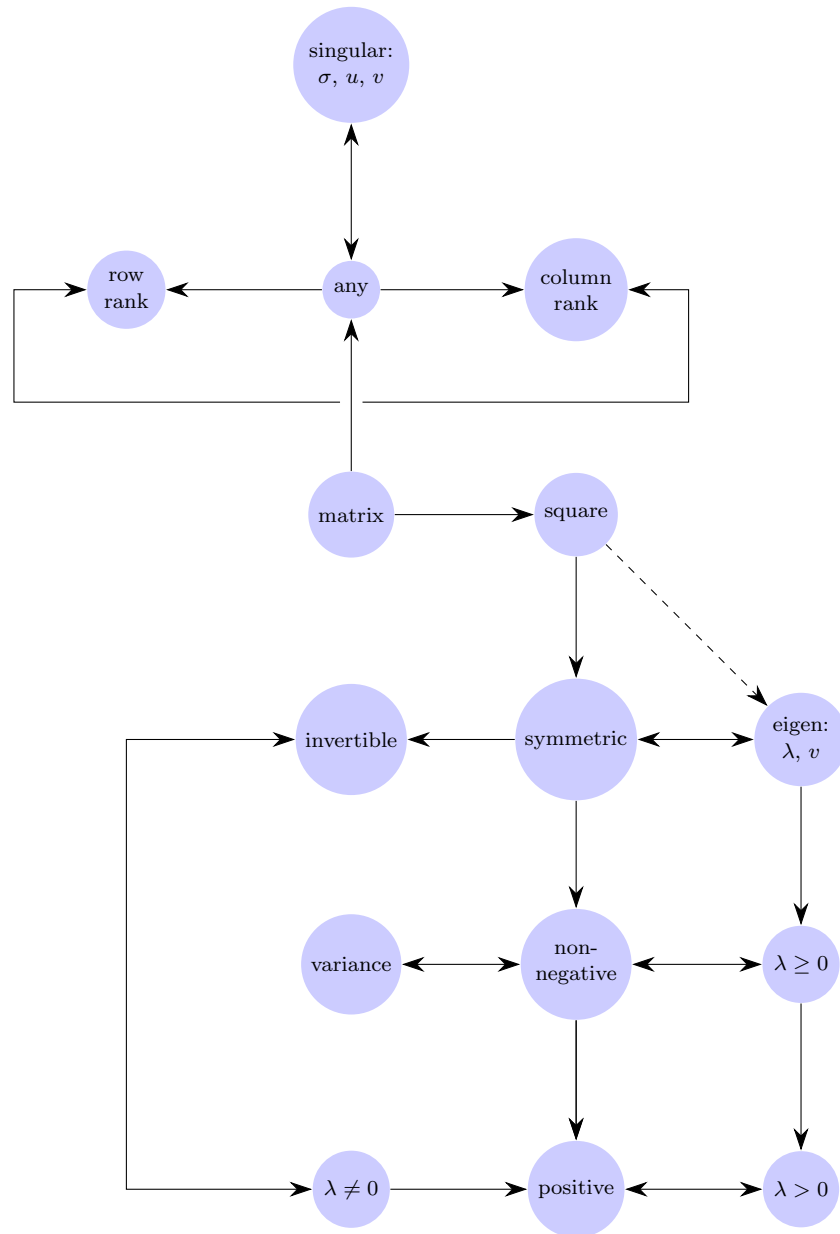 singular:
σ, u, v
row
rank
any
column
rank
matrix
square
invertible
symmetric
eigen:
λ, v
variance
non-
negative
λ ≥ 0
λ ≠ 0
positive
λ > 0